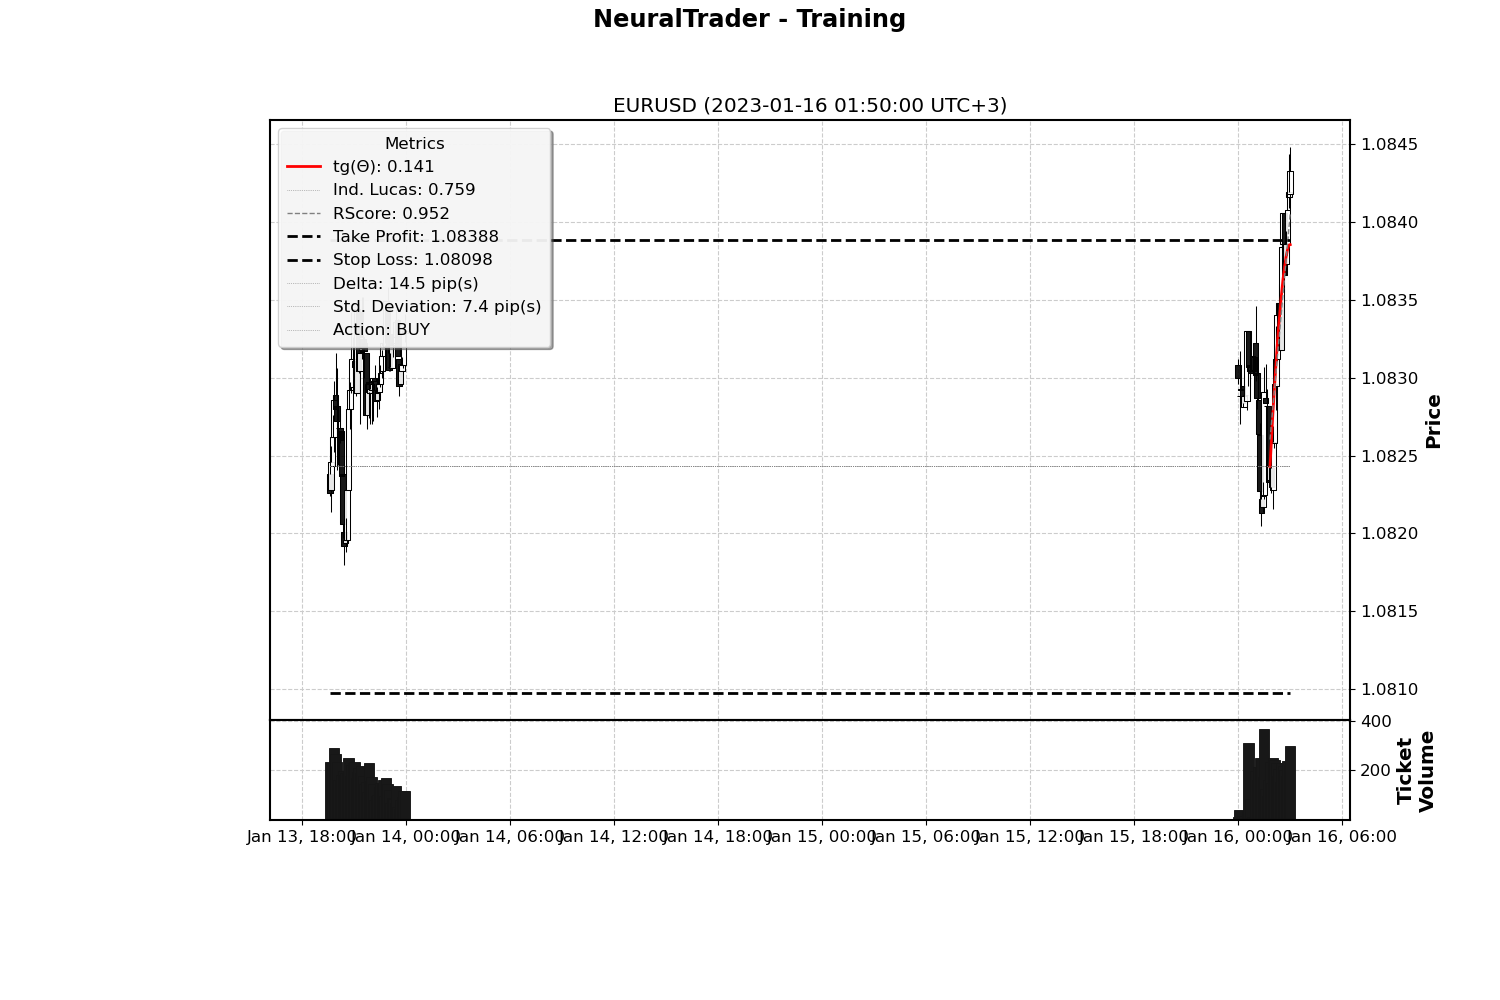 NeuralTrader - Training
EURUSD (2023-01-16 01:50:00 UTC+3)
Metrics
tg(Θ): 0.141
Ind. Lucas: 0.759
RScore: 0.952
Take Profit: 1.08388
Stop Loss: 1.08098
Delta: 14.5 pip(s)
Std. Deviation: 7.4 pip(s)
Action: BUY
1.0845
1.0840
1.0835
1.0830
1.0825
1.0820
1.0815
1.0810
Price
400
200
Ticket
Volume
Jan 13, 18:00
Jan 14, 00:00
Jan 14, 06:00
Jan 14, 12:00
Jan 14, 18:00
Jan 15, 00:00
Jan 15, 06:00
Jan 15, 12:00
Jan 15, 18:00
Jan 16, 00:00
Jan 16, 06:00